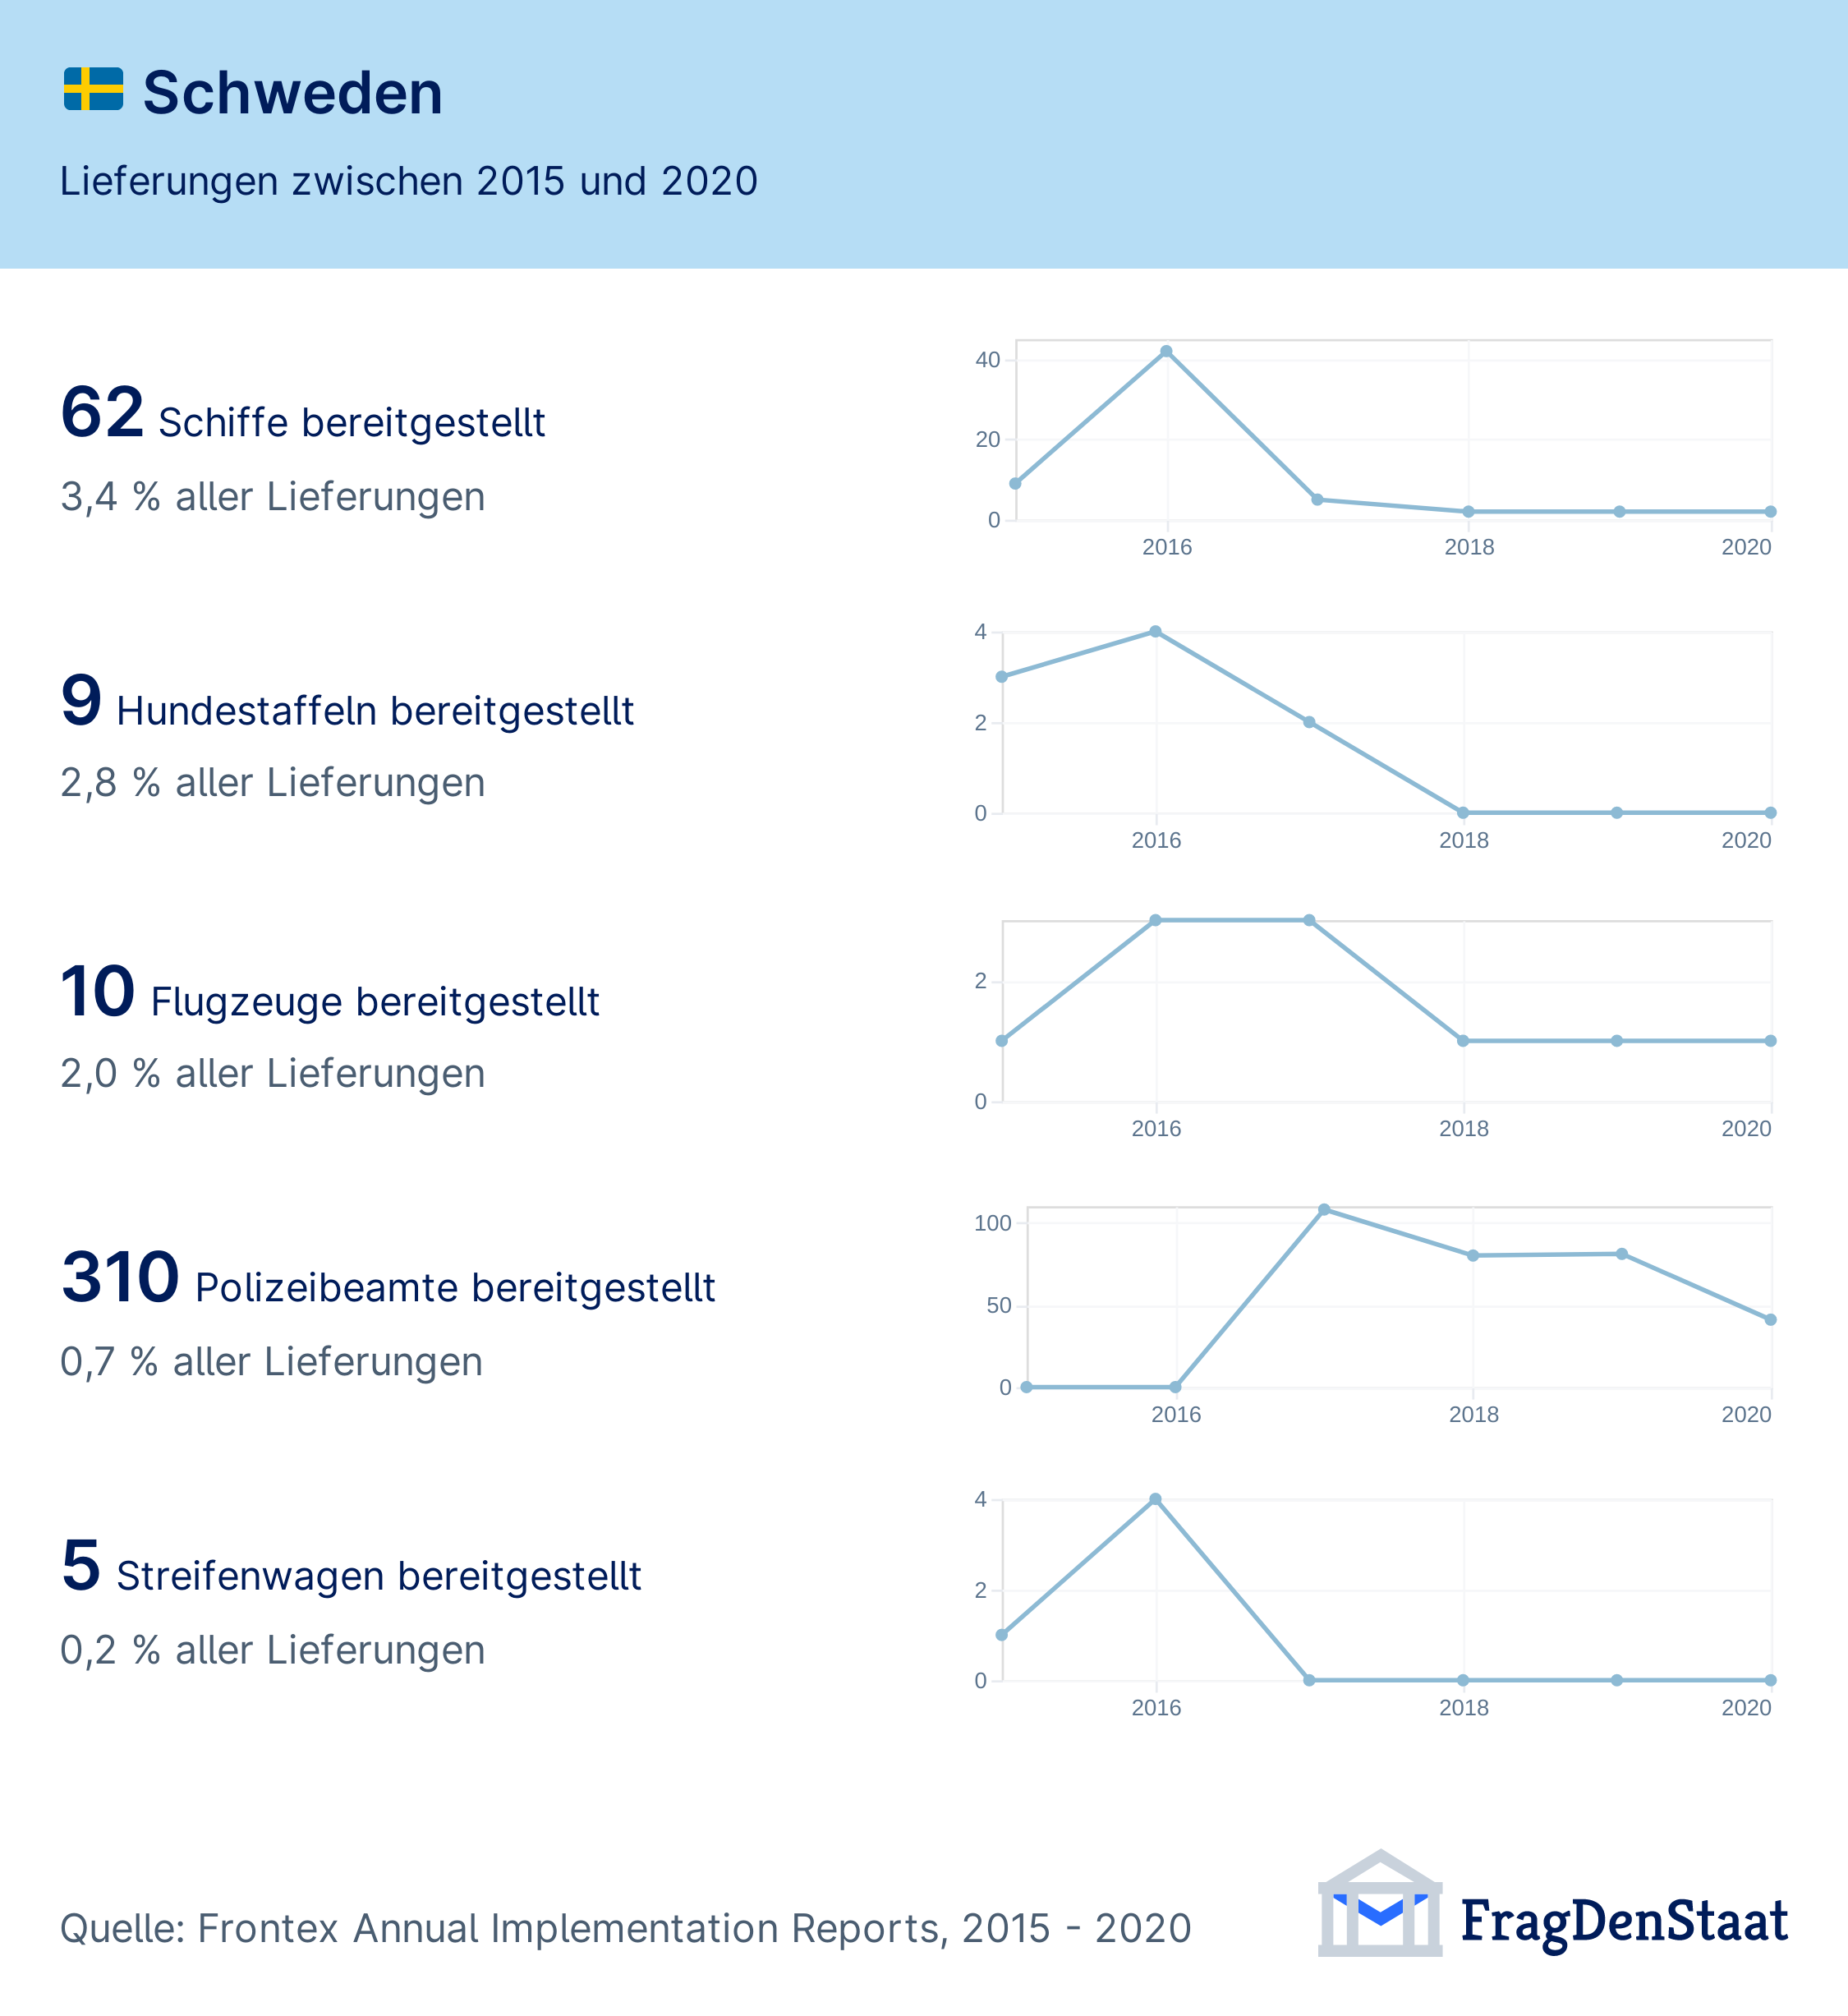 Schweden
Lieferungen zwischen 2015 und 2020
62 Schiffe bereitgestellt
3,4 % aller Lieferungen
40
20
0
2016 2018 2020
9 Hundestaffeln bereitgestellt
2,8 % aller Lieferungen
4
2
0
2016 2018 2020
10 Flugzeuge bereitgestellt
2,0 % aller Lieferungen
2
0
2016 2018 2020
310 Polizeibeamte bereitgestellt
0,7 % aller Lieferungen
100
50
0
2016 2018 2020
5 Streifenwagen bereitgestellt
0,2 % aller Lieferungen
4
2
0
2016 2018 2020
Quelle: Frontex Annual Implementation Reports, 2015 - 2020
FragDenStaat